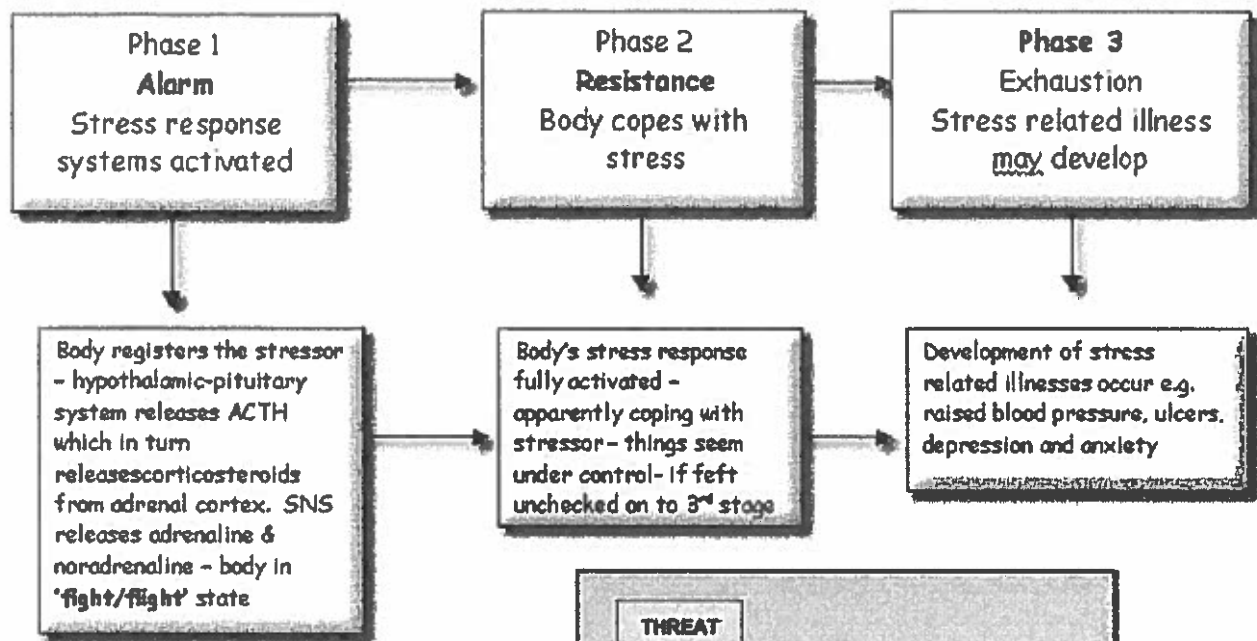 Phase 1
Alarm
Stress response
systems activated
Phase 2
Resistance
Body copes with
stress
Phase 3
Exhaustion
Stress related illness
may develop
Body registers the stressor
- hypothalamic-pituitary
system releases ACTH
which in turn
releasescorticosteroids
from adrenal cortex. SNS
releases adrenaline &
noradrenaline - body in
'fight/flight' state
Body's stress response
fully activated -
apparently coping with
stressor - things seem
under control- if feft
unchecked on to 3rd stage
Development of stress
related illnesses occur e.g.
raised blood pressure, ulcers,
depression and anxiety
THREAT